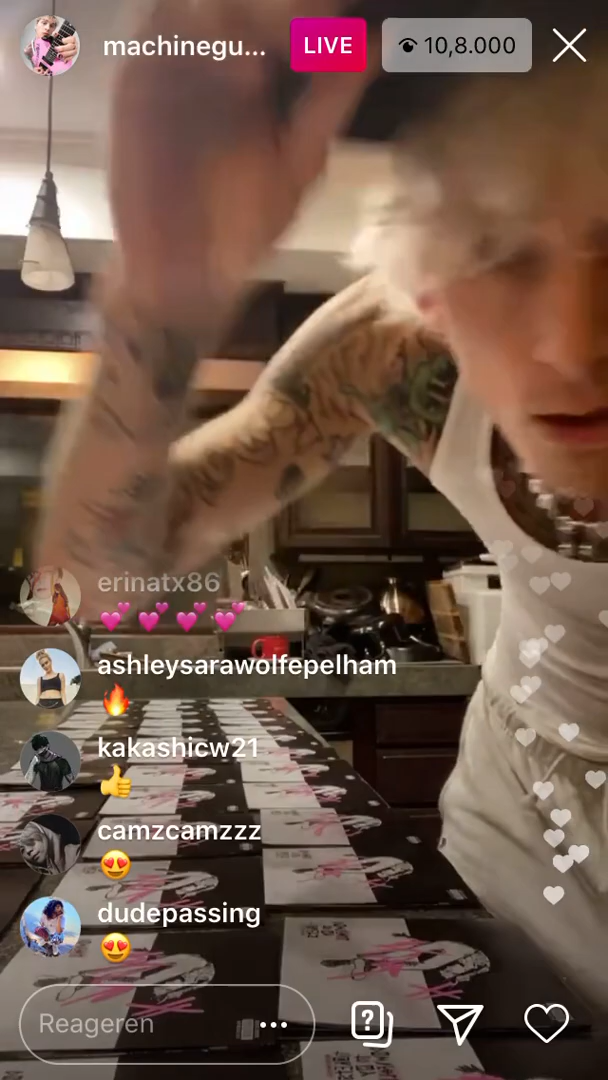 machinegu...
LIVE
10,8.000
erinatx86
💕 💕 💕 💕
ashleysarawolfepelham
🔥
kakashicw21
👍
camzcamzzz
😍
dudepassing
😍
Reageren